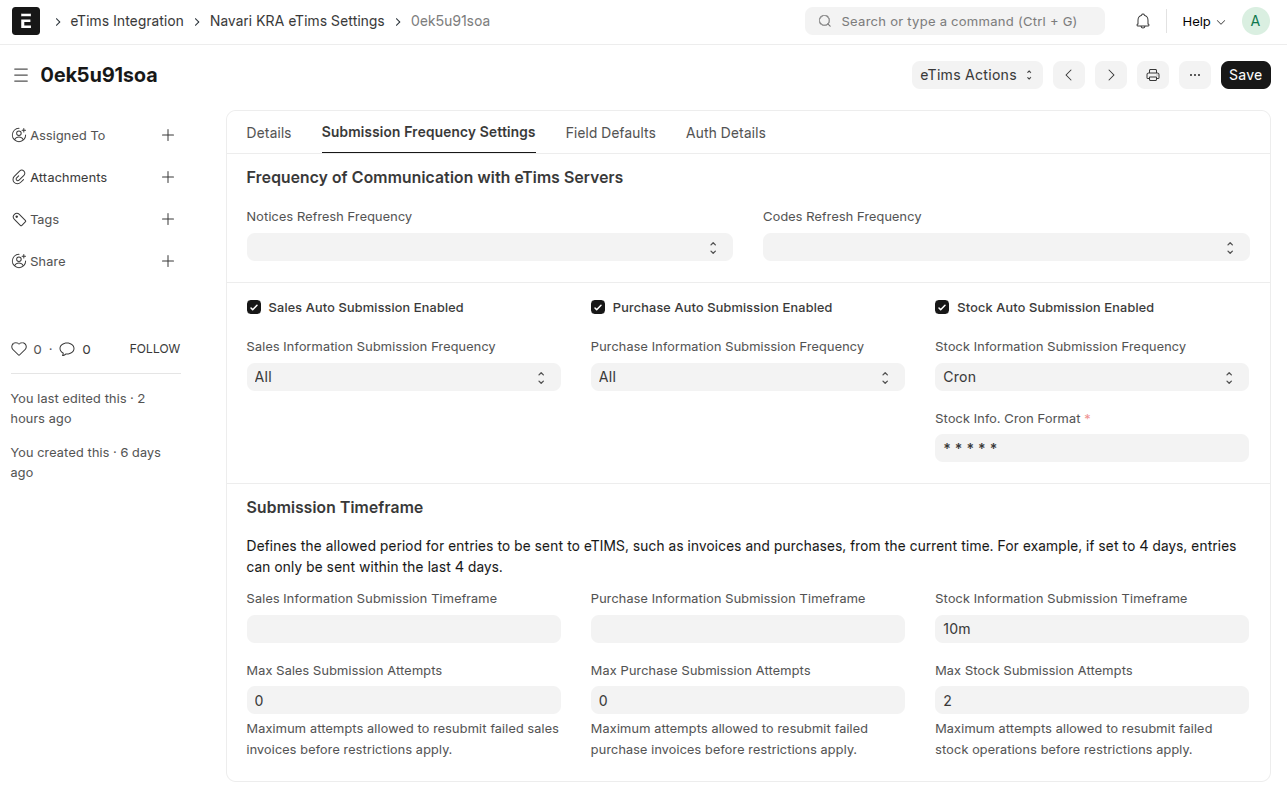 E > eTims Integration > Navari KRA eTims Settings > 0ek5u91soa
Search or type a command (Ctrl + G)
Help
A
0ek5u91soa
eTims Actions
Save
Assigned To
Attachments
Tags
Share
0 · 0 FOLLOW
You last edited this · 2
hours ago
You created this · 6 days
ago
Details Submission Frequency Settings Field Defaults Auth Details
Frequency of Communication with eTims Servers
Notices Refresh Frequency Codes Refresh Frequency
Sales Auto Submission Enabled Purchase Auto Submission Enabled Stock Auto Submission Enabled
Sales Information Submission Frequency Purchase Information Submission Frequency Stock Information Submission Frequency
All All Cron
Stock Info. Cron Format *
* * * * *
Submission Timeframe
Defines the allowed period for entries to be sent to eTIMS, such as invoices and purchases, from the current time. For example, if set to 4 days, entries
can only be sent within the last 4 days.
Sales Information Submission Timeframe Purchase Information Submission Timeframe Stock Information Submission Timeframe
10m
Max Sales Submission Attempts Max Purchase Submission Attempts Max Stock Submission Attempts
0 0 2
Maximum attempts allowed to resubmit failed sales Maximum attempts allowed to resubmit failed Maximum attempts allowed to resubmit failed
invoices before restrictions apply. purchase invoices before restrictions apply. stock operations before restrictions apply.